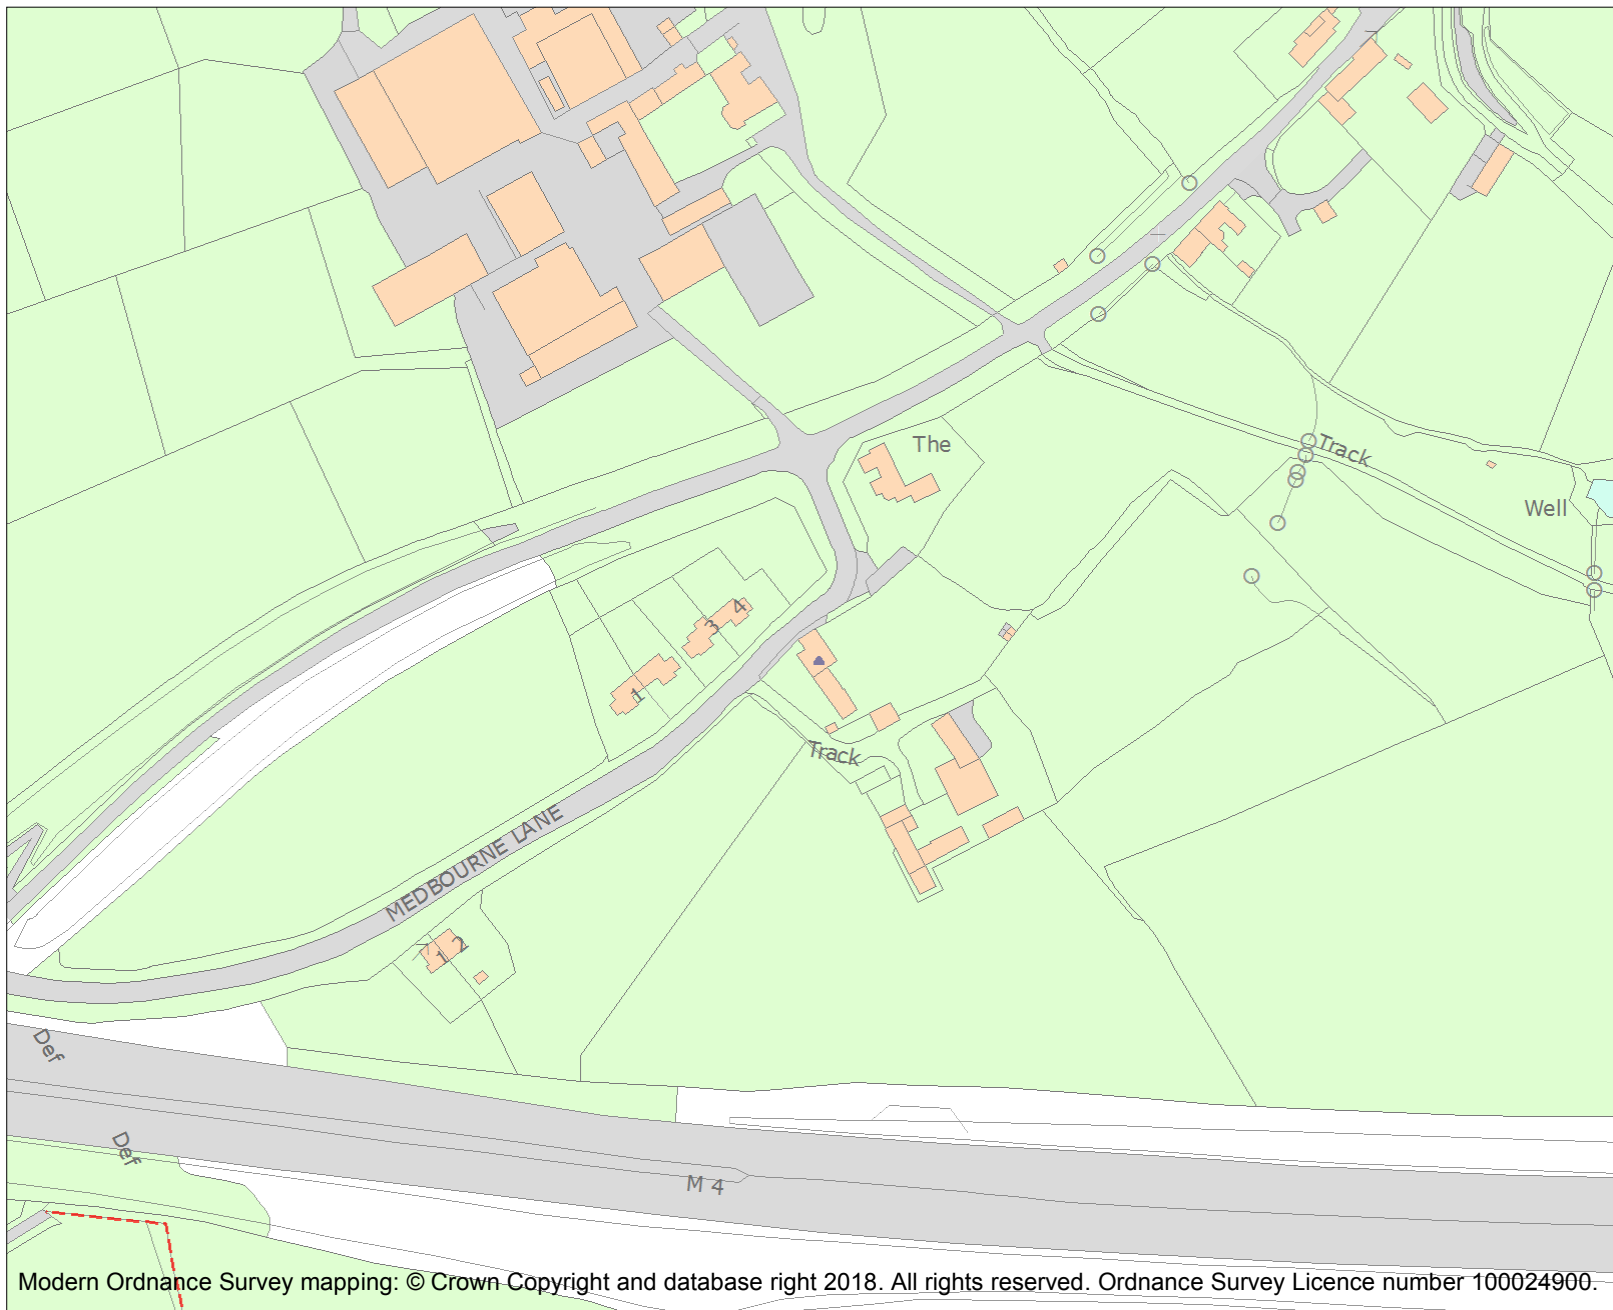 The
Track
Well
4
3
1
Track
MEDBOURNE LANE
2
1
Def
Def
M 4
Modern Ordnance Survey mapping: © Crown Copyright and database right 2018. All rights reserved. Ordnance Survey Licence number 100024900.